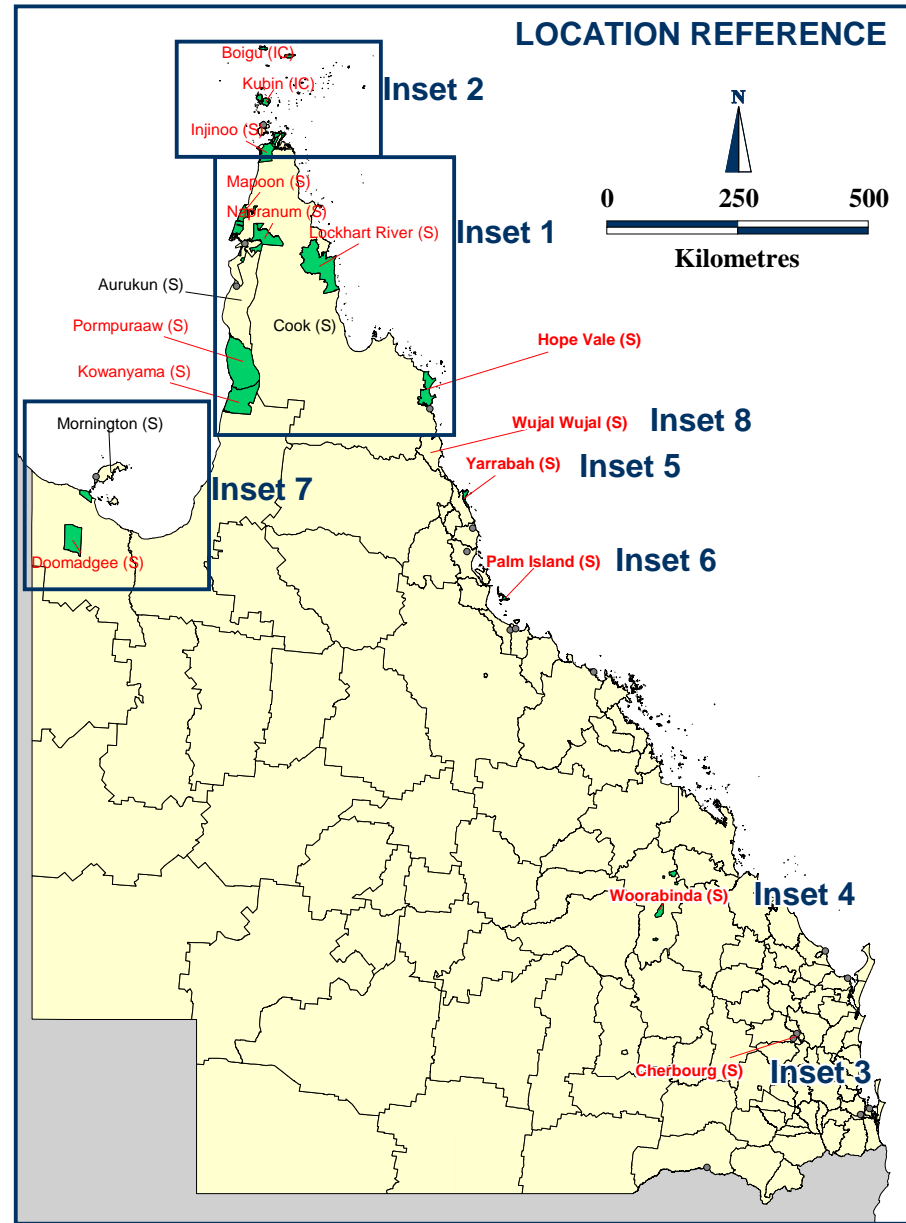 LOCATION REFERENCE
Boigu (IC)
Kubin (IC)
Inset 2
Injinoo (S)
N
0 250 500
Kilometres
Mapoon (S)
Napranum (S)
Lockhart River (S)
Inset 1
Aurukun (S)
Pormpuraaw (S)
Cook (S)
Hope Vale (S)
Kowanyama (S)
Mornington (S)
Wujal Wujal (S)
Inset 8
Yarrabah (S)
Inset 5
Inset 7
Doomadgee (S)
Palm Island (S)
Inset 6
Woorabinda (S)
Inset 4
Cherbourg (S)
Inset 3